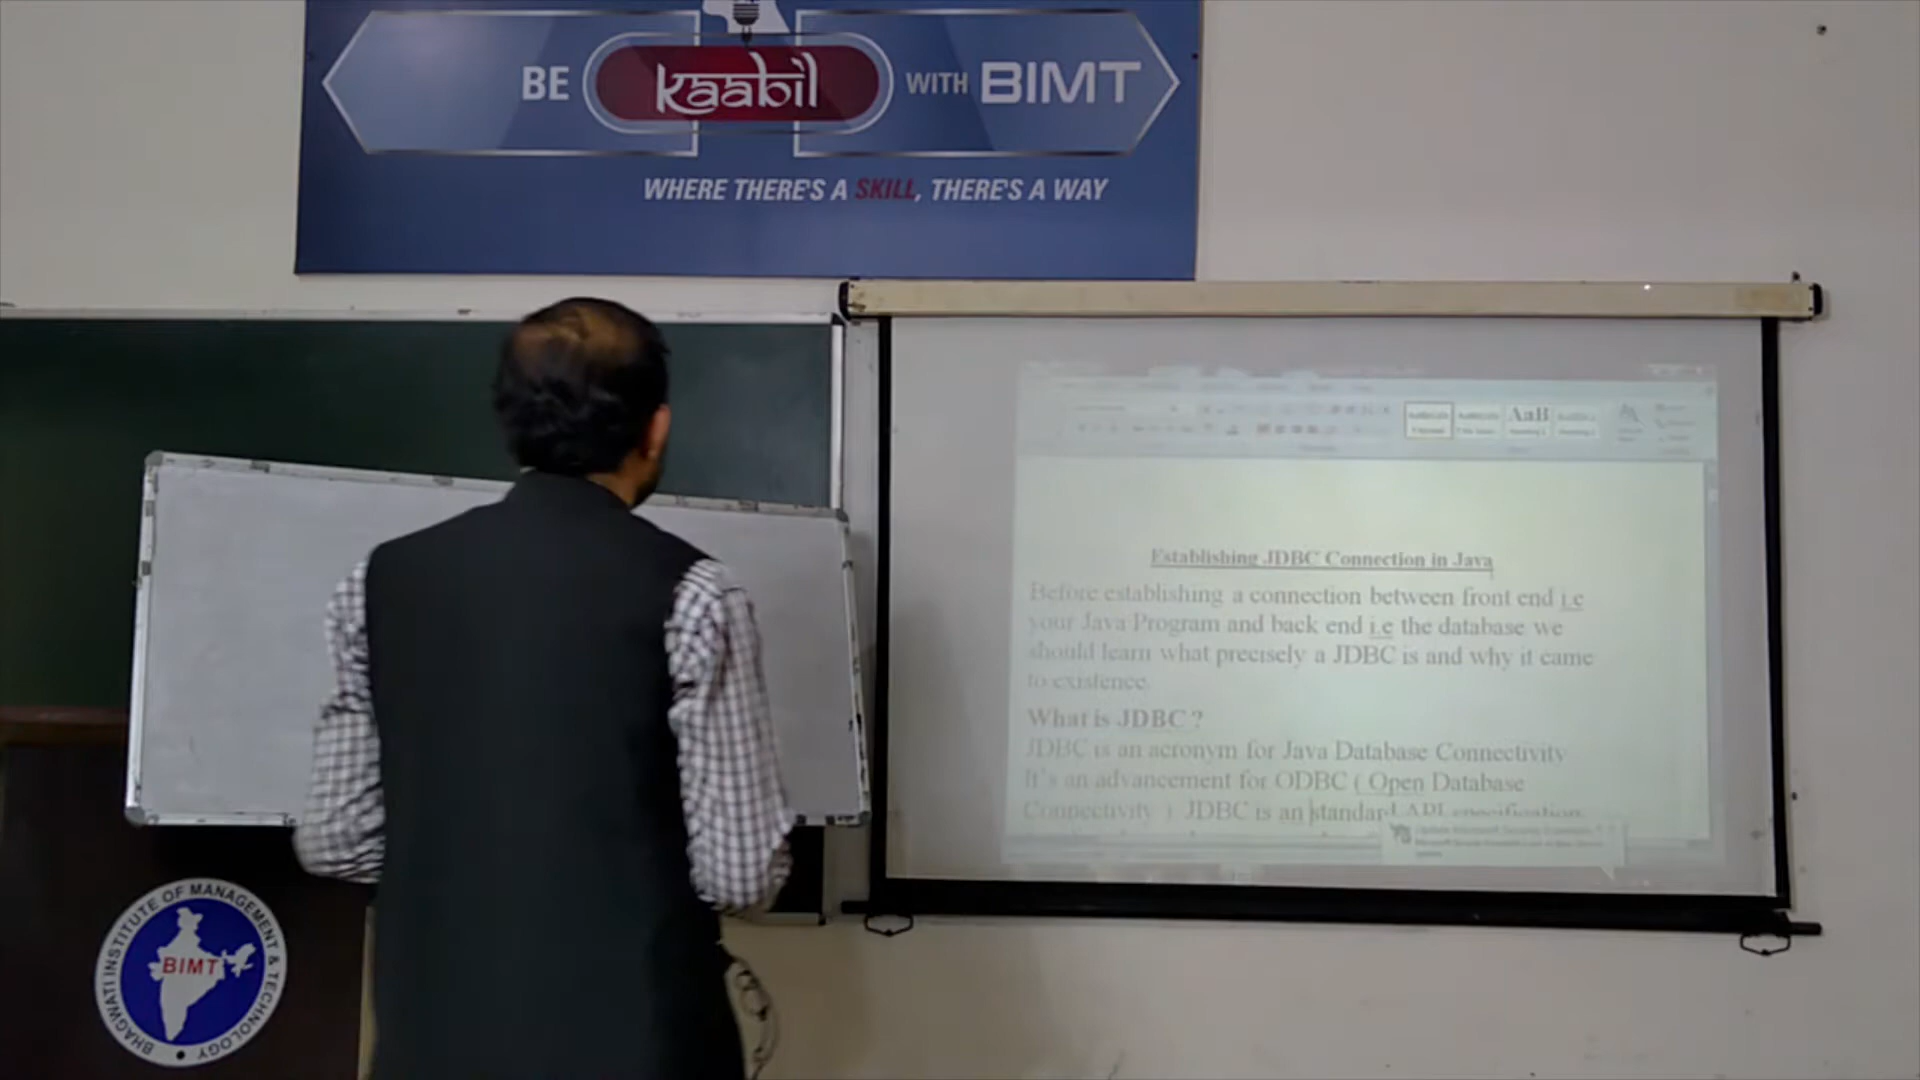 BE kaabil WITH BIMT
WHERE THERE'S A SKILL, THERE'S A WAY
AaB
Establishing JDBC Connection in Java
Before establishing a connection between front end i.e
your Java Program and back end i.e the database we
should learn what precisely a JDBC is and why it came
to existence.
What is JDBC ?
JDBC is an acronym for Java Database Connectivity
It's an advancement for ODBC ( Open Database
Connectivity ) JDBC is an standard API specification
BHAGWATI INSTITUTE OF MANAGEMENT & TECHNOLOGY
BIMT